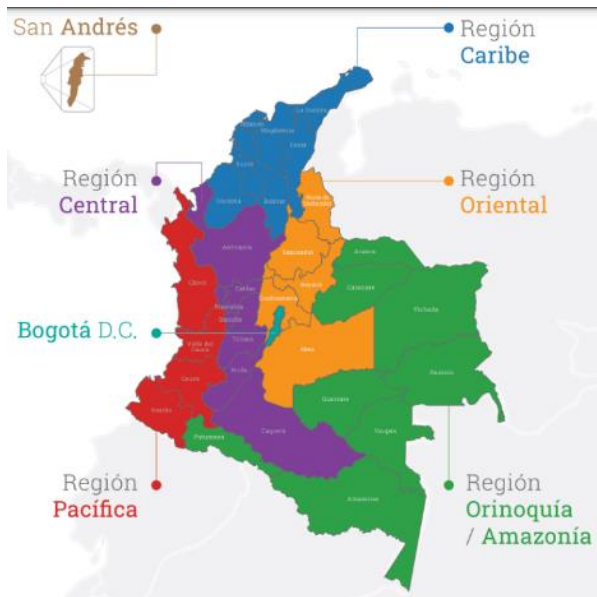 San Andrés
Región
Caribe
Región
Central
Región
Oriental
Bogotá D.C.
Región
Pacífica
Región
Orinoquía
/ Amazonía
La Guajira
Magdalena
Cesar
Sucre
Córdoba
Bolívar
Norte de
Santander
Antioquia
Santander
Arauca
Chocó
Caldas
Boyacá
Casanare
Risaralda
Cundinamarca
Vichada
Quindío
Valle del
Cauca
Tolima
Meta
Huila
Guainía
Cauca
Guaviare
Nariño
Caquetá
Vaupés
Putumayo
Amazonas